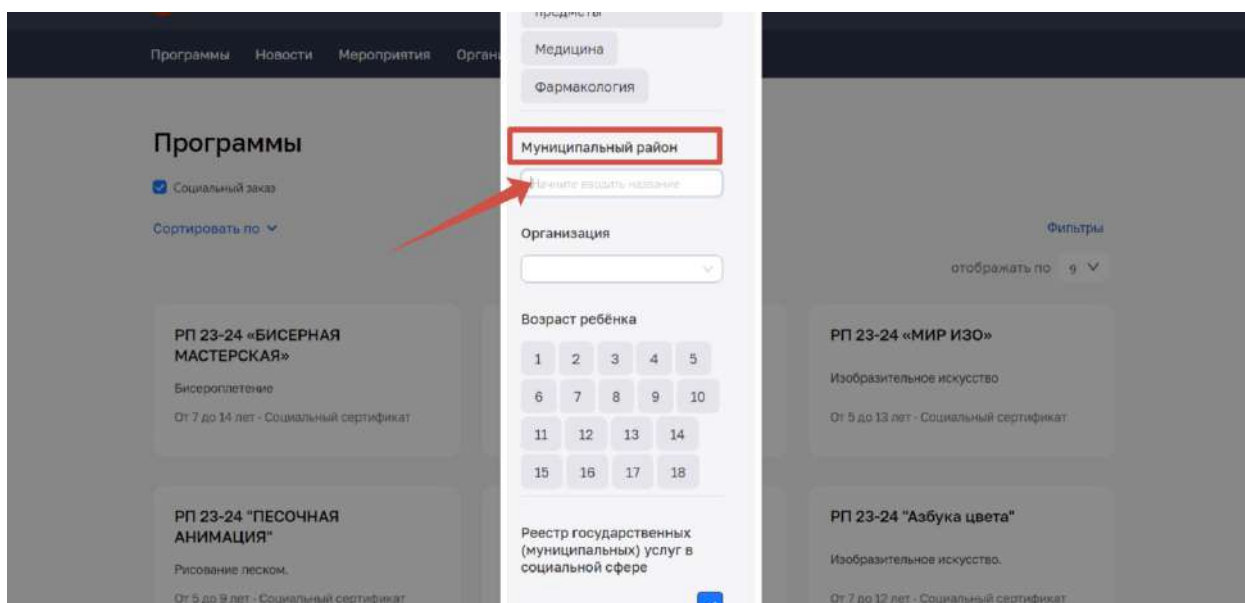 Программы Новости Мероприятия
предметы
Медицина
Фармакология
Программы
Социальный заказ
Сортировать по
Муниципальный район
Начните вводить название
Организация
Фильтры
отображать по 9
Возраст ребёнка
1 2 3 4 5
6 7 8 9 10
11 12 13 14
15 16 17 18
Реестр государственных
(муниципальных) услуг в
социальной сфере
РП 23-24 «БИСЕРНАЯ
МАСТЕРСКАЯ»
Бисероплетение
От 7 до 14 лет - Социальный сертификат
РП 23-24 «МИР ИЗО»
Изобразительное искусство
От 5 до 13 лет - Социальный сертификат
РП 23-24 "ПЕСОЧНАЯ
АНИМАЦИЯ"
Рисование песком.
От 5 до 9 лет - Социальный сертификат
РП 23-24 "Азбука цвета"
Изобразительное искусство.
От 7 до 12 лет - Социальный сертификат